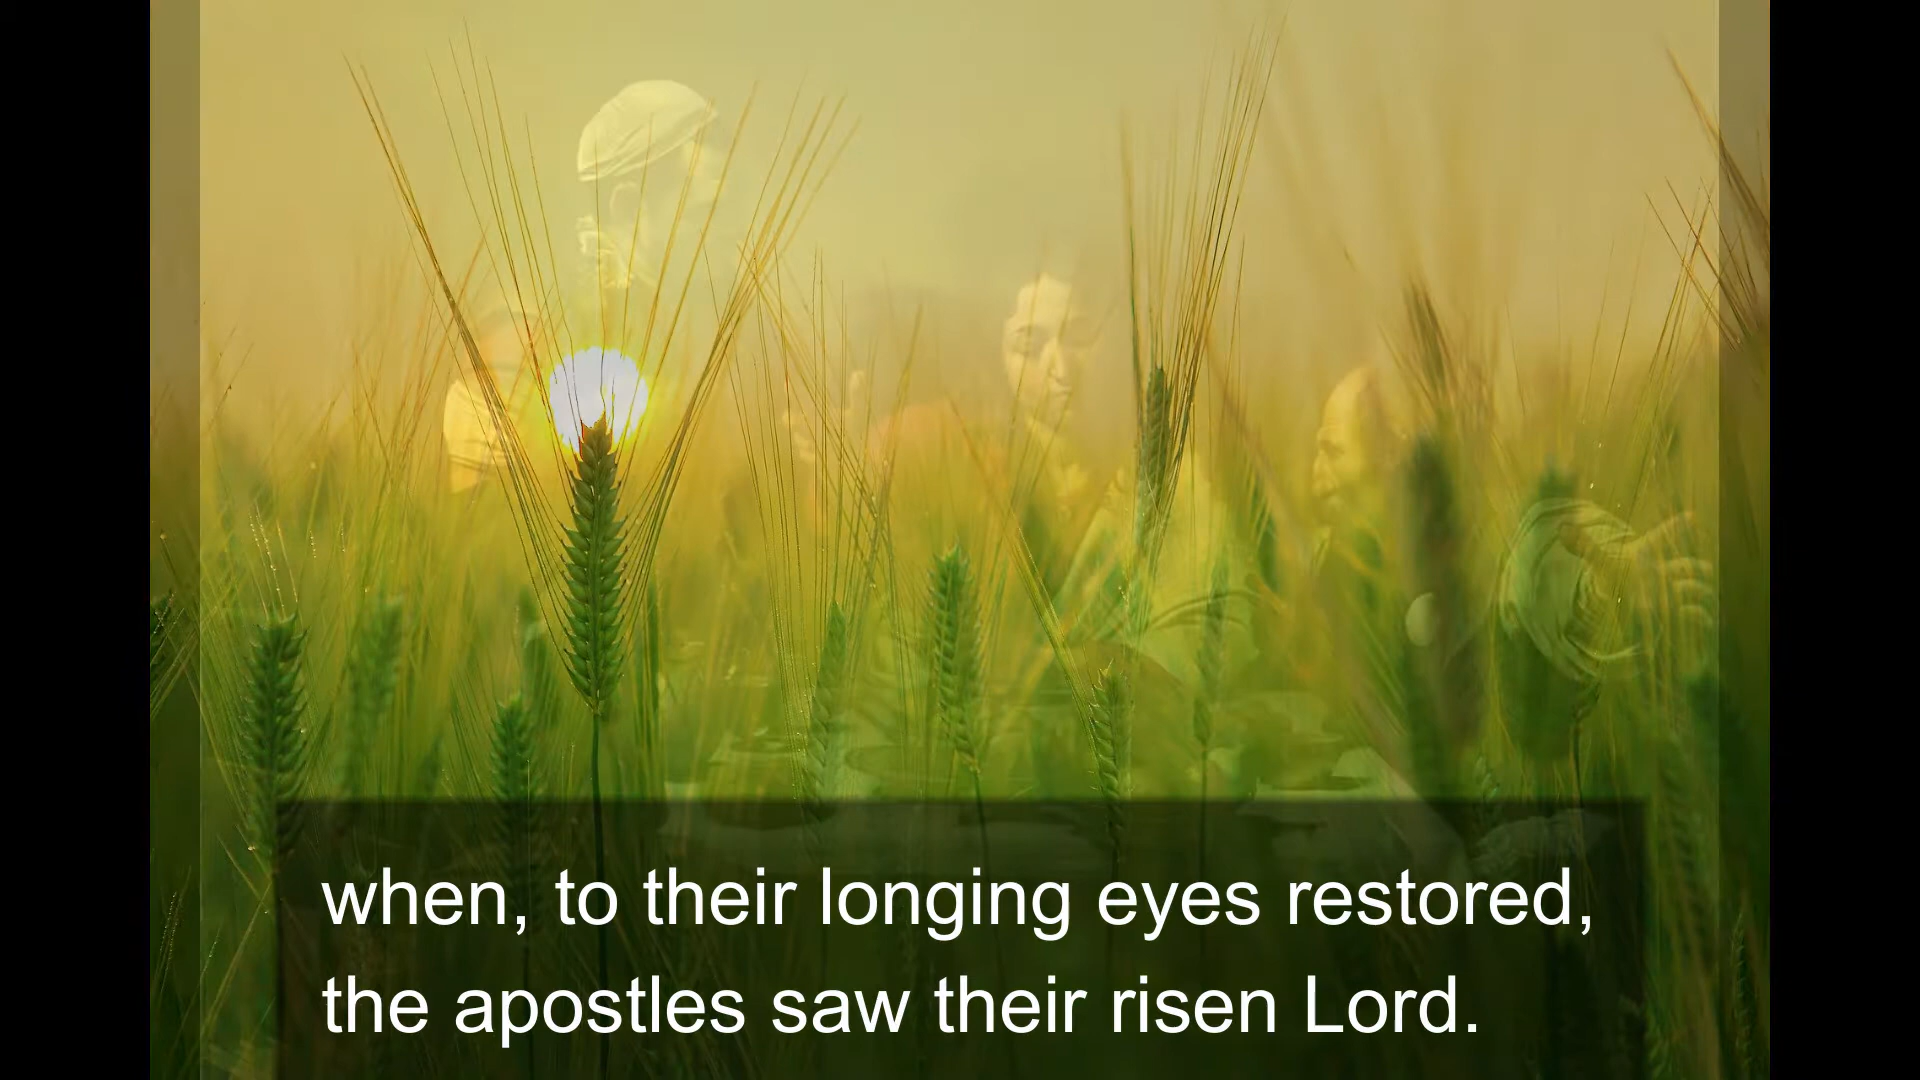 when, to their longing eyes restored,
the apostles saw their risen Lord.